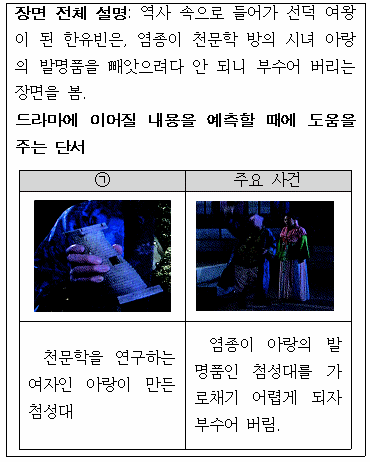 장면 전체 설명: 역사 속으로 들어가 선덕 여왕
이 된 한유빈은, 염종이 천문학 방의 시녀 아랑
의 발명품을 빼앗으려다 안 되니 부수어 버리는
장면을 봄.
드라마에 이어질 내용을 예측할 때에 도움을
주는 단서
㉠
주요 사건
천문학을 연구하는
여자인 아랑이 만든
첨성대
염종이 아랑의 발
명품인 첨성대를 가
로채기 어렵게 되자
부수어 버림.